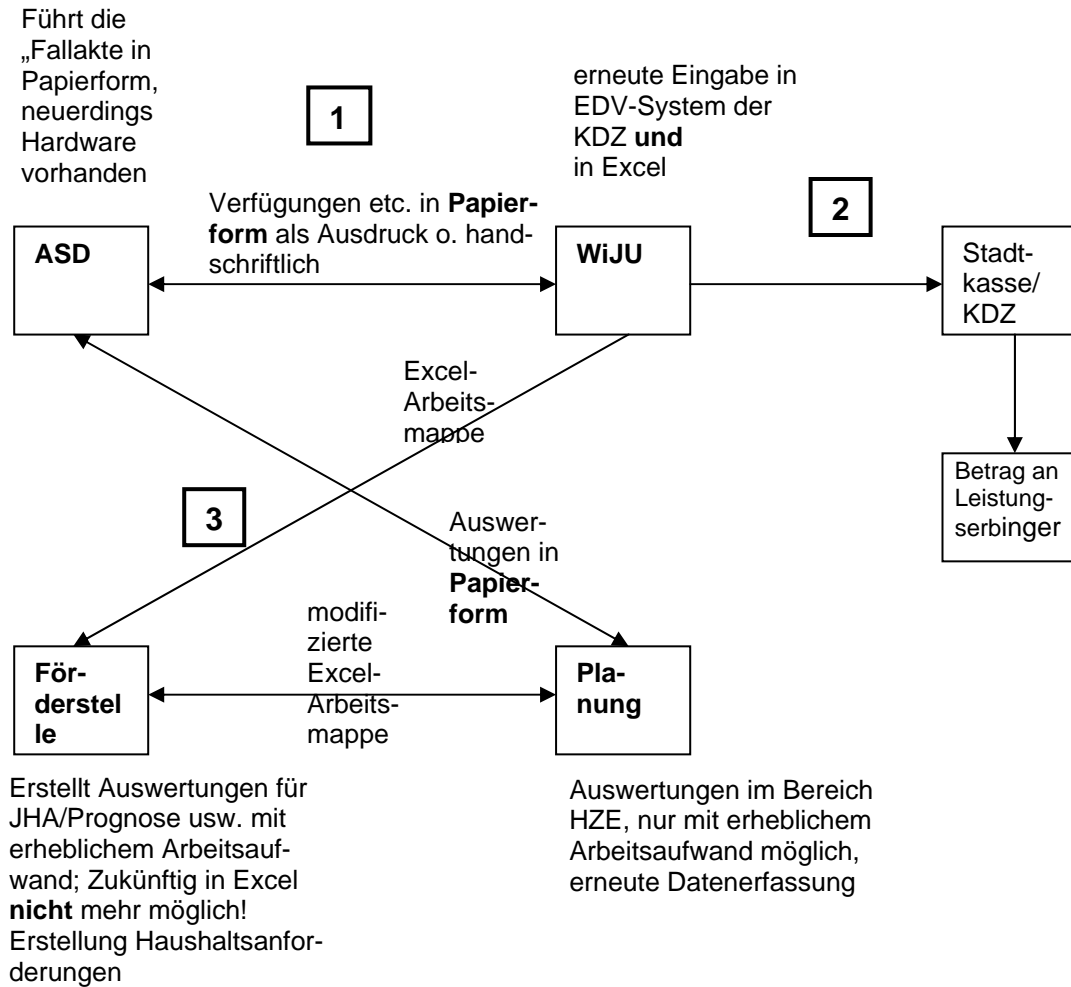 Führt die
„Fallakte in
Papierform,
neuerdings
Hardware
vorhanden
1
erneute Eingabe in
EDV-System der
KDZ und
in Excel
2
Verfügungen etc. in Papier-
form als Ausdruck o. hand-
schriftlich
ASD
WiJU
Stadt-
kasse/
KDZ
Excel-
Arbeits-
mappe
Betrag an
Leistung-
serbinger
3
Auswer-
tungen in
Papier-
form
modifi-
zierte
Excel-
Arbeits-
mappe
För-
derstel
le
Pla-
nung
Erstellt Auswertungen für
JHA/Prognose usw. mit
erheblichem Arbeitsauf-
wand; Zukünftig in Excel
nicht mehr möglich!
Erstellung Haushaltsanfor-
derungen
Auswertungen im Bereich
HZE, nur mit erheblichem
Arbeitsaufwand möglich,
erneute Datenerfassung